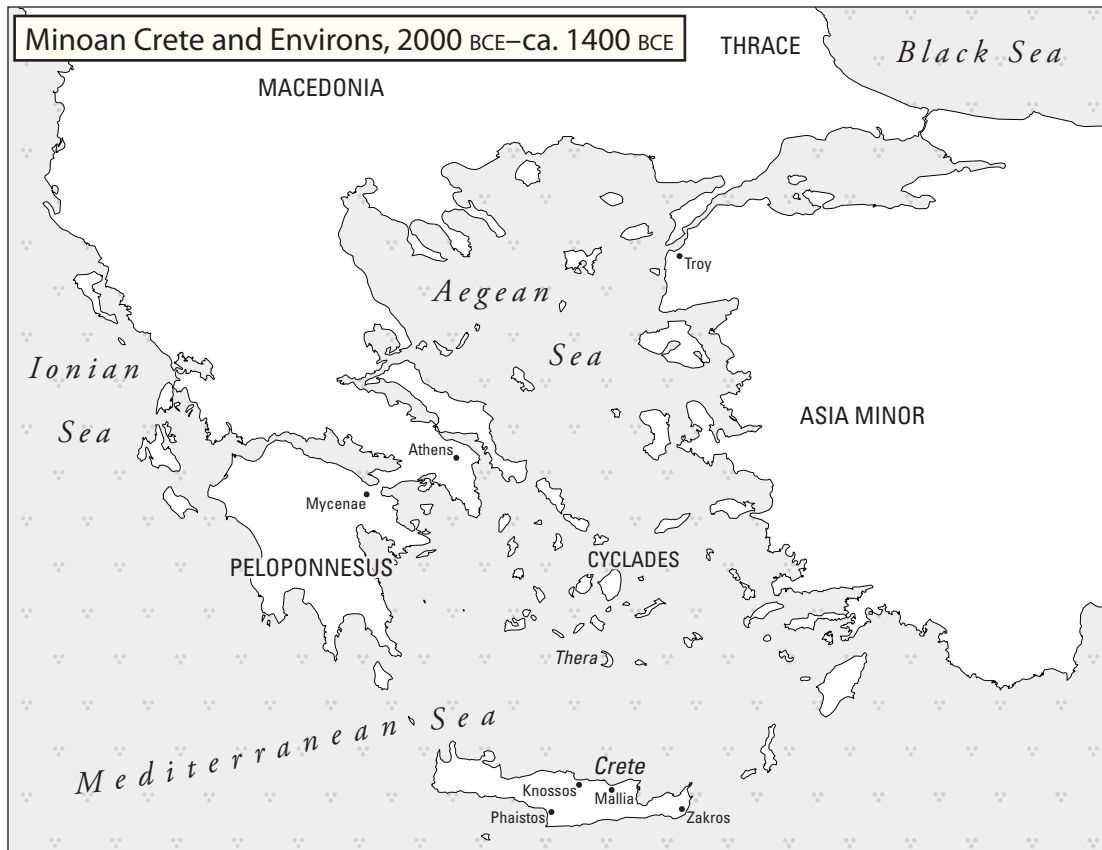 Minoan Crete and Environs, 2000 BCE–ca. 1400 BCE
THRACE
Black Sea
MACEDONIA
Troy
Aegean
Sea
Ionian
Sea
ASIA MINOR
Athens
Mycenae
PELOPONNESUS
CYCLADES
Thera
Mediterranean Sea
Crete
Knossos
Mallia
Phaistos
Zakros